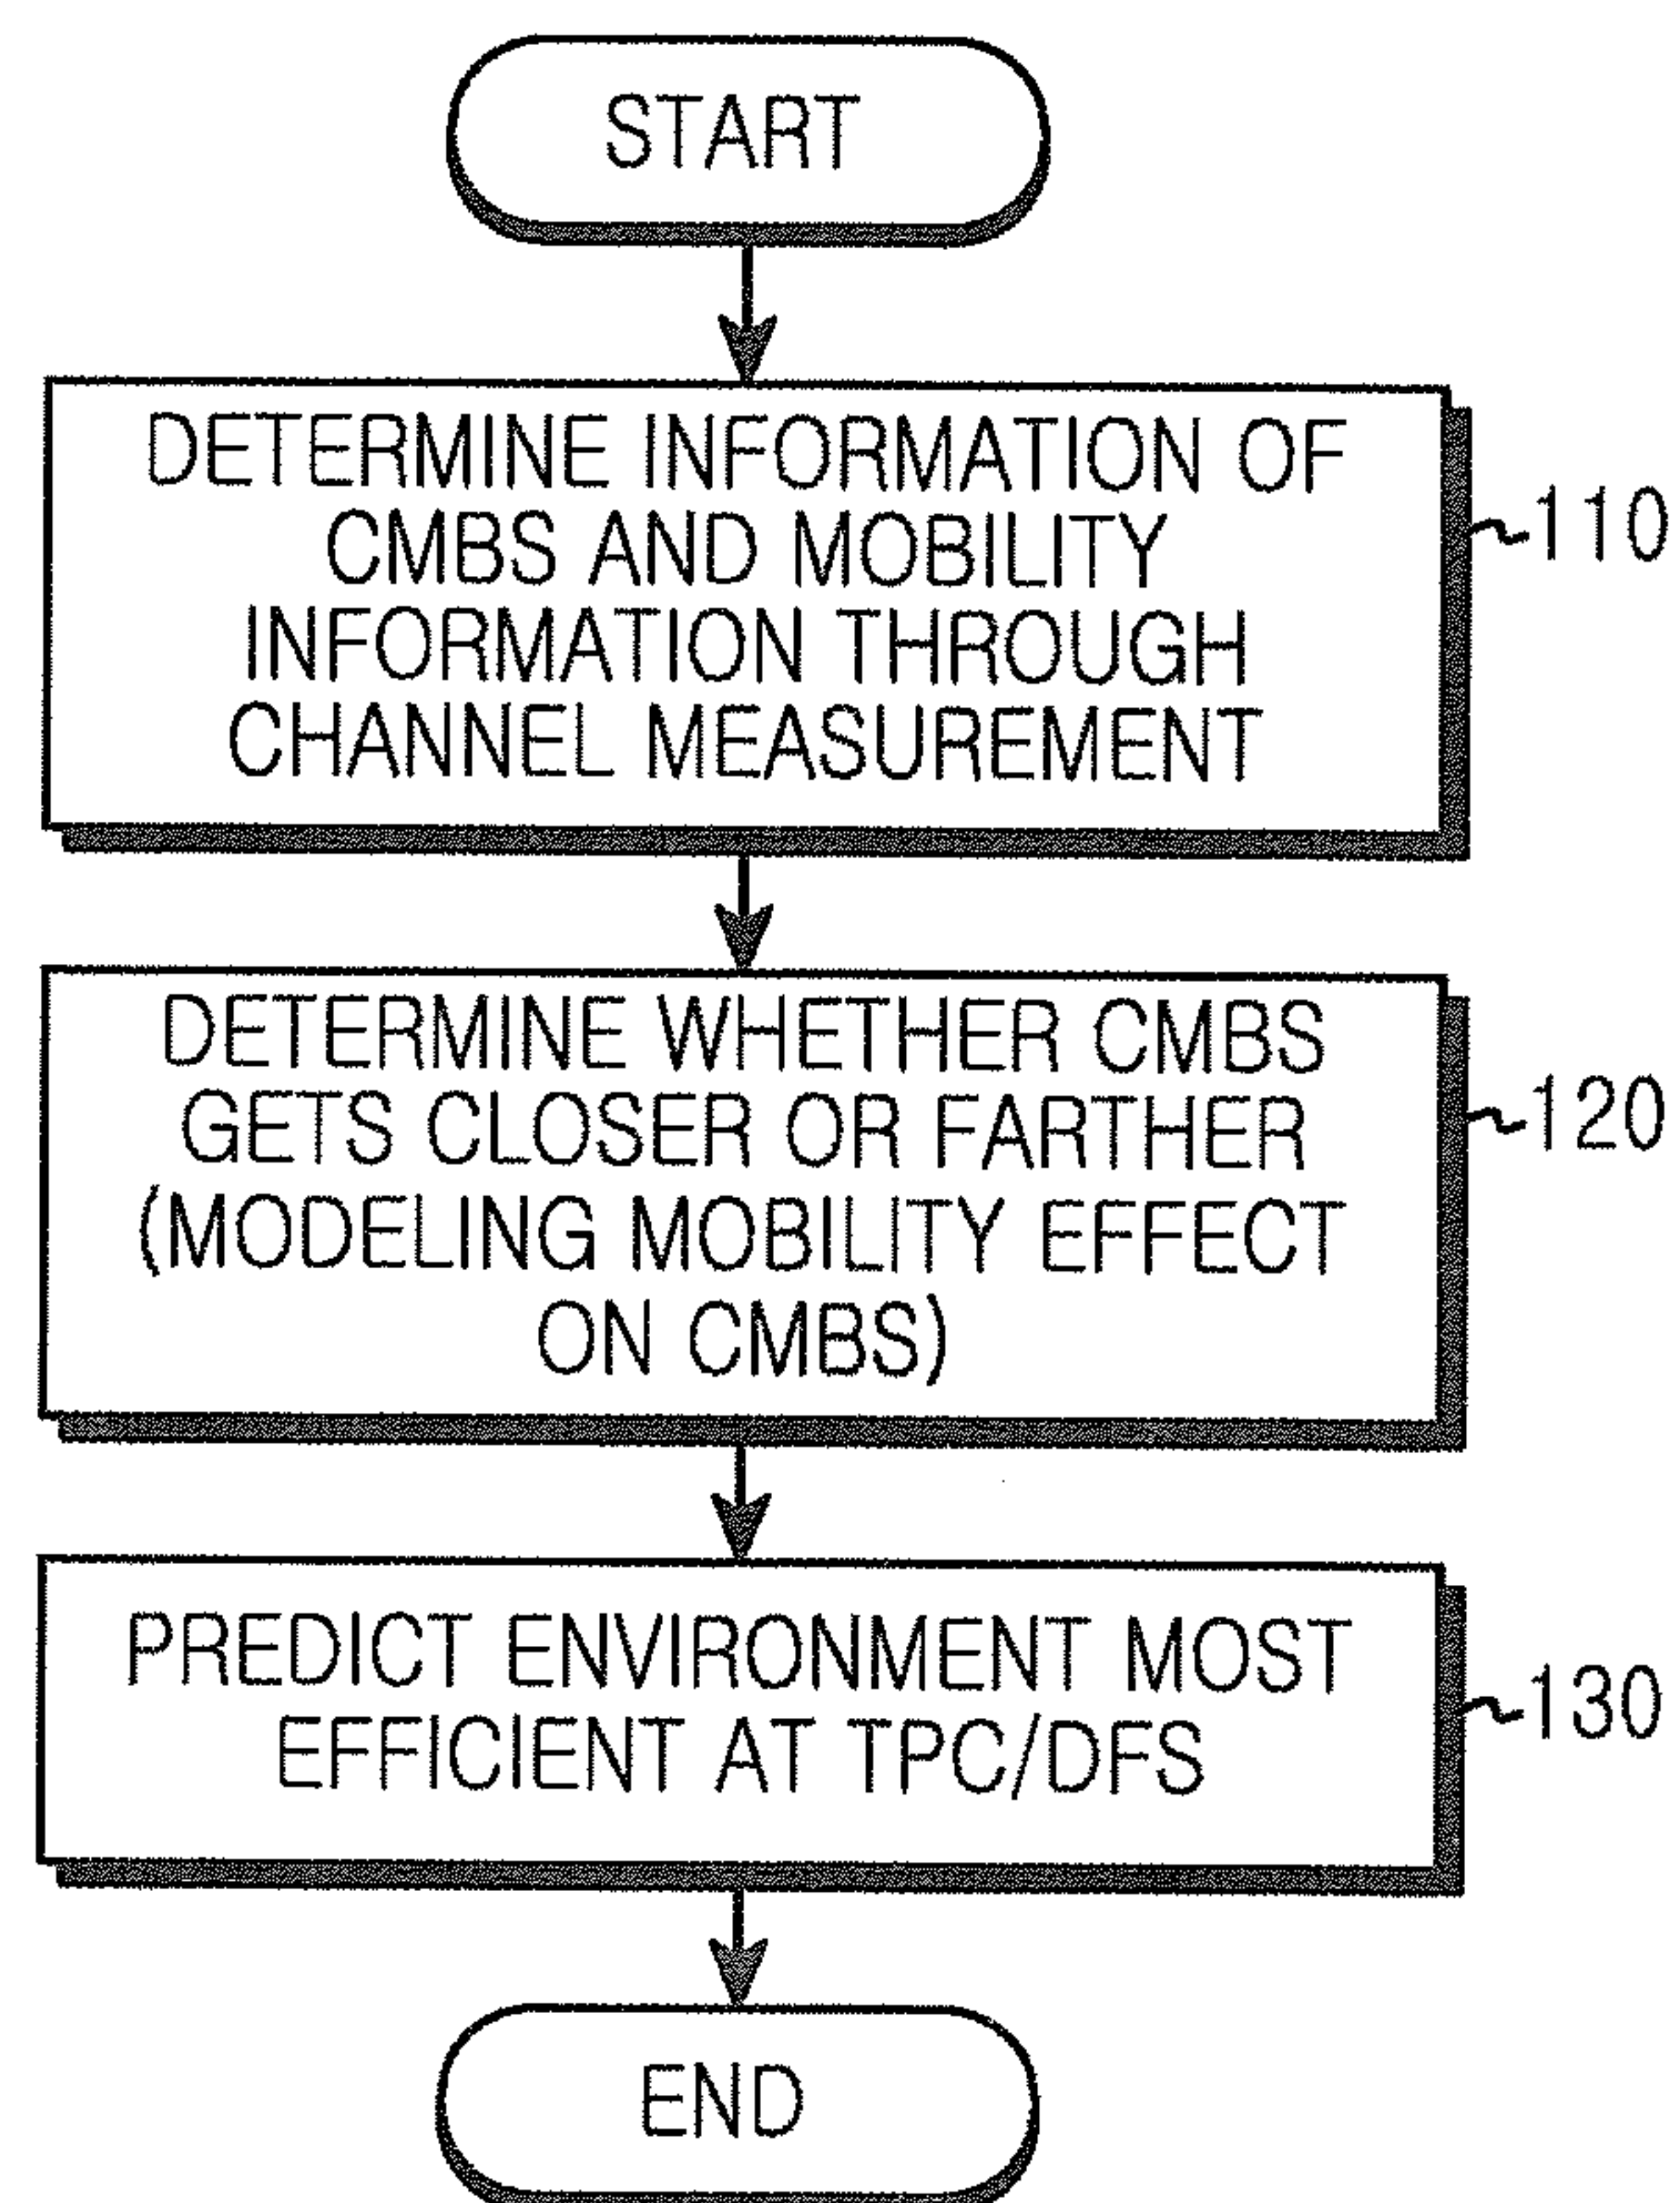 START
DETERMINE INFORMATION OF
CMBS AND MOBILITY
INFORMATION THROUGH
CHANNEL MEASUREMENT
110
DETERMINE WHETHER CMBS
GETS CLOSER OR FARTHER
(MODELING MOBILITY EFFECT
ON CMBS)
120
PREDICT ENVIRONMENT MOST
EFFICIENT AT TPC/DFS
130
END